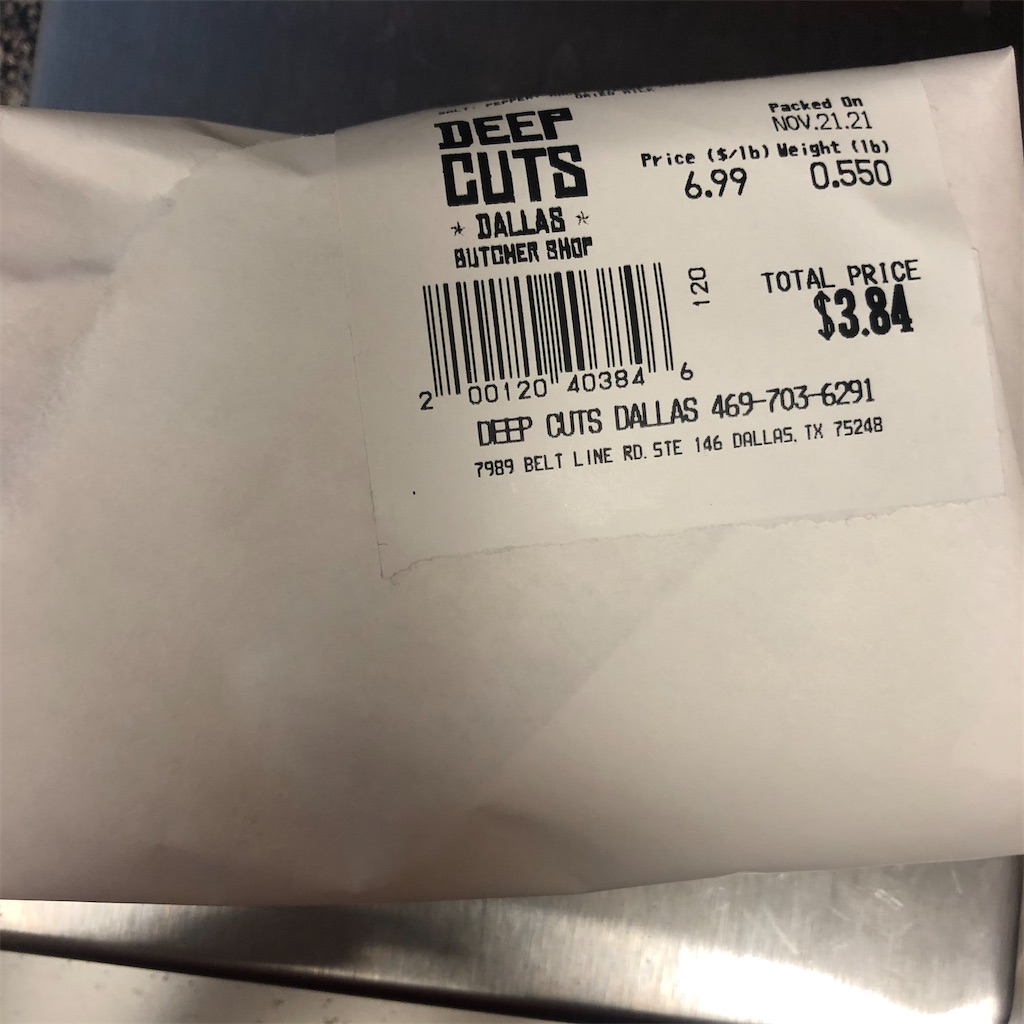 DEEP
CUTS
DALLAS
BUTCHER SHOP
Packed On
NOV.21.21
Price ($/lb) Weight (lb)
6.99 0.550
120
TOTAL PRICE
$3.84
2 00120 40384 6
DEEP CUTS DALLAS 469-703-6291
7989 BELT LINE RD. STE 146 DALLAS, TX 75248